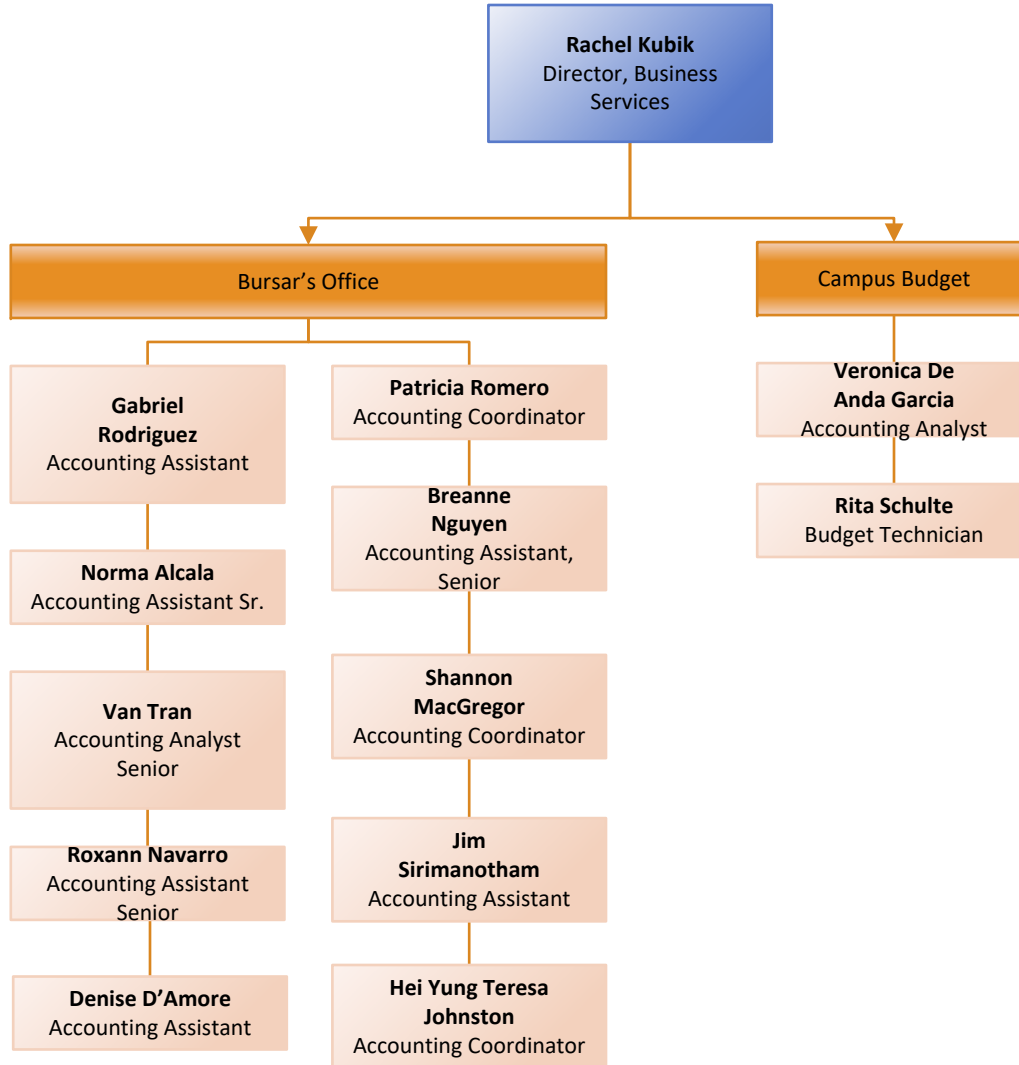 Rachel Kubik
Director, Business
Services
Bursar’s Office
Campus Budget
Gabriel
Rodriguez
Accounting Assistant
Norma Alcala
Accounting Assistant Sr.
Van Tran
Accounting Analyst
Senior
Roxann Navarro
Accounting Assistant
Senior
Denise D’Amore
Accounting Assistant
Patricia Romero
Accounting Coordinator
Breanne
Nguyen
Accounting Assistant,
Senior
Shannon
MacGregor
Accounting Coordinator
Jim
Sirimanotham
Accounting Assistant
Hei Yung Teresa
Johnston
Accounting Coordinator
Veronica De
Anda Garcia
Accounting Analyst
Rita Schulte
Budget Technician